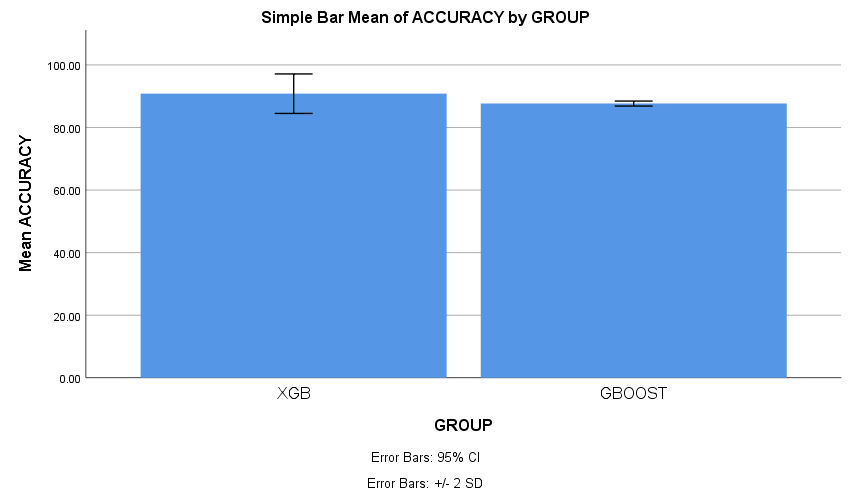 Simple Bar Mean of ACCURACY by GROUP
Mean ACCURACY
100.00
80.00
60.00
40.00
20.00
0.00
XGB
GBOOST
GROUP
Error Bars: 95% CI
Error Bars: +/- 2 SD